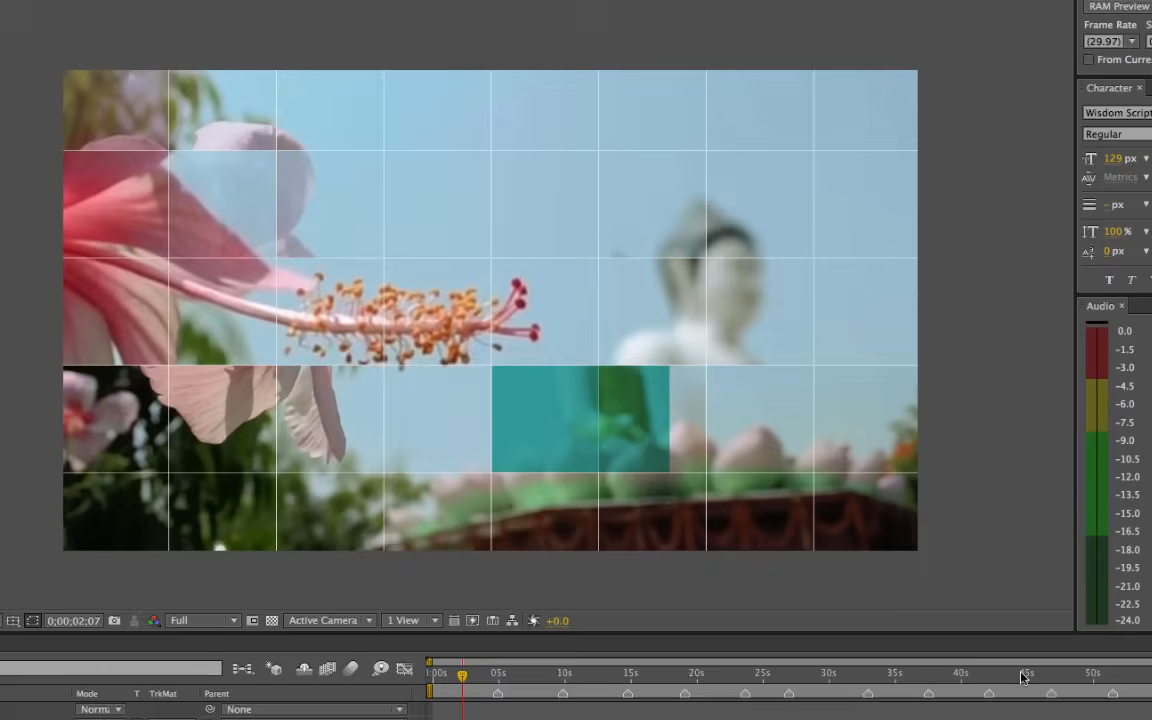 RAM Preview
Frame Rate S
(29.97)
From Curre
Character ×
Wisdom Script
Regular
129 px
Metrics
- px
100 %
0 px
T T
Audio ×
0.0
-1.5
-3.0
-4.5
-6.0
-7.5
-9.0
-10.5
-12.0
-13.5
-15.0
-16.5
-18.0
-19.5
-21.0
-22.5
-24.0
0;00;02;07 Full Active Camera 1 View +0.0
:00s 05s 10s 15s 20s 25s 30s 35s 40s 45s 50s
Mode T TrkMat Parent
Norm: None